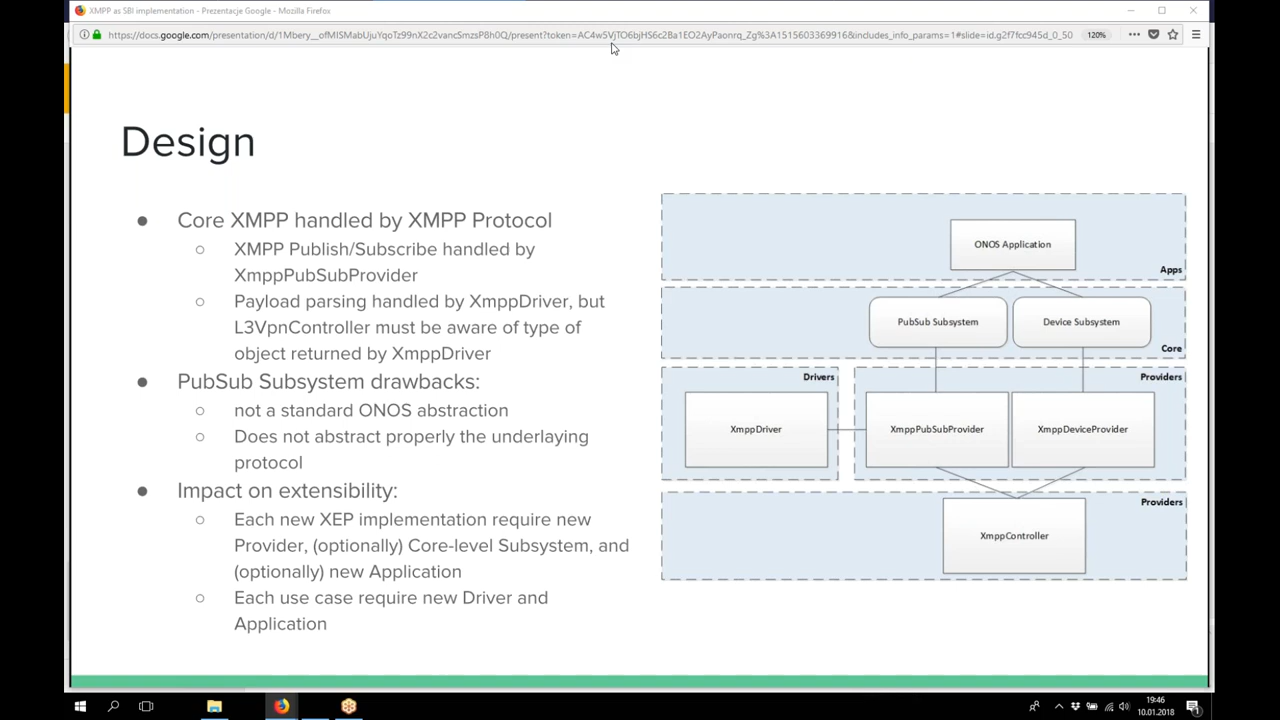 XMPP as SBI implementation - Prezentacje Google - Mozilla Firefox
120%
Design
● Core XMPP handled by XMPP Protocol
○ XMPP Publish/Subscribe handled by
XmppPubSubProvider
○ Payload parsing handled by XmppDriver, but
L3VpnController must be aware of type of
object returned by XmppDriver
● PubSub Subsystem drawbacks:
○ not a standard ONOS abstraction
○ Does not abstract properly the underlaying
protocol
● Impact on extensibility:
○ Each new XEP implementation require new
Provider, (optionally) Core-level Subsystem, and
(optionally) new Application
○ Each use case require new Driver and
Application
ONOS Application
Apps
PubSub Subsystem
Device Subsystem
Core
Drivers
Providers
XmppDriver
XmppPubSubProvider
XmppDeviceProvider
Providers
XmppController
19:46
10.01.2018